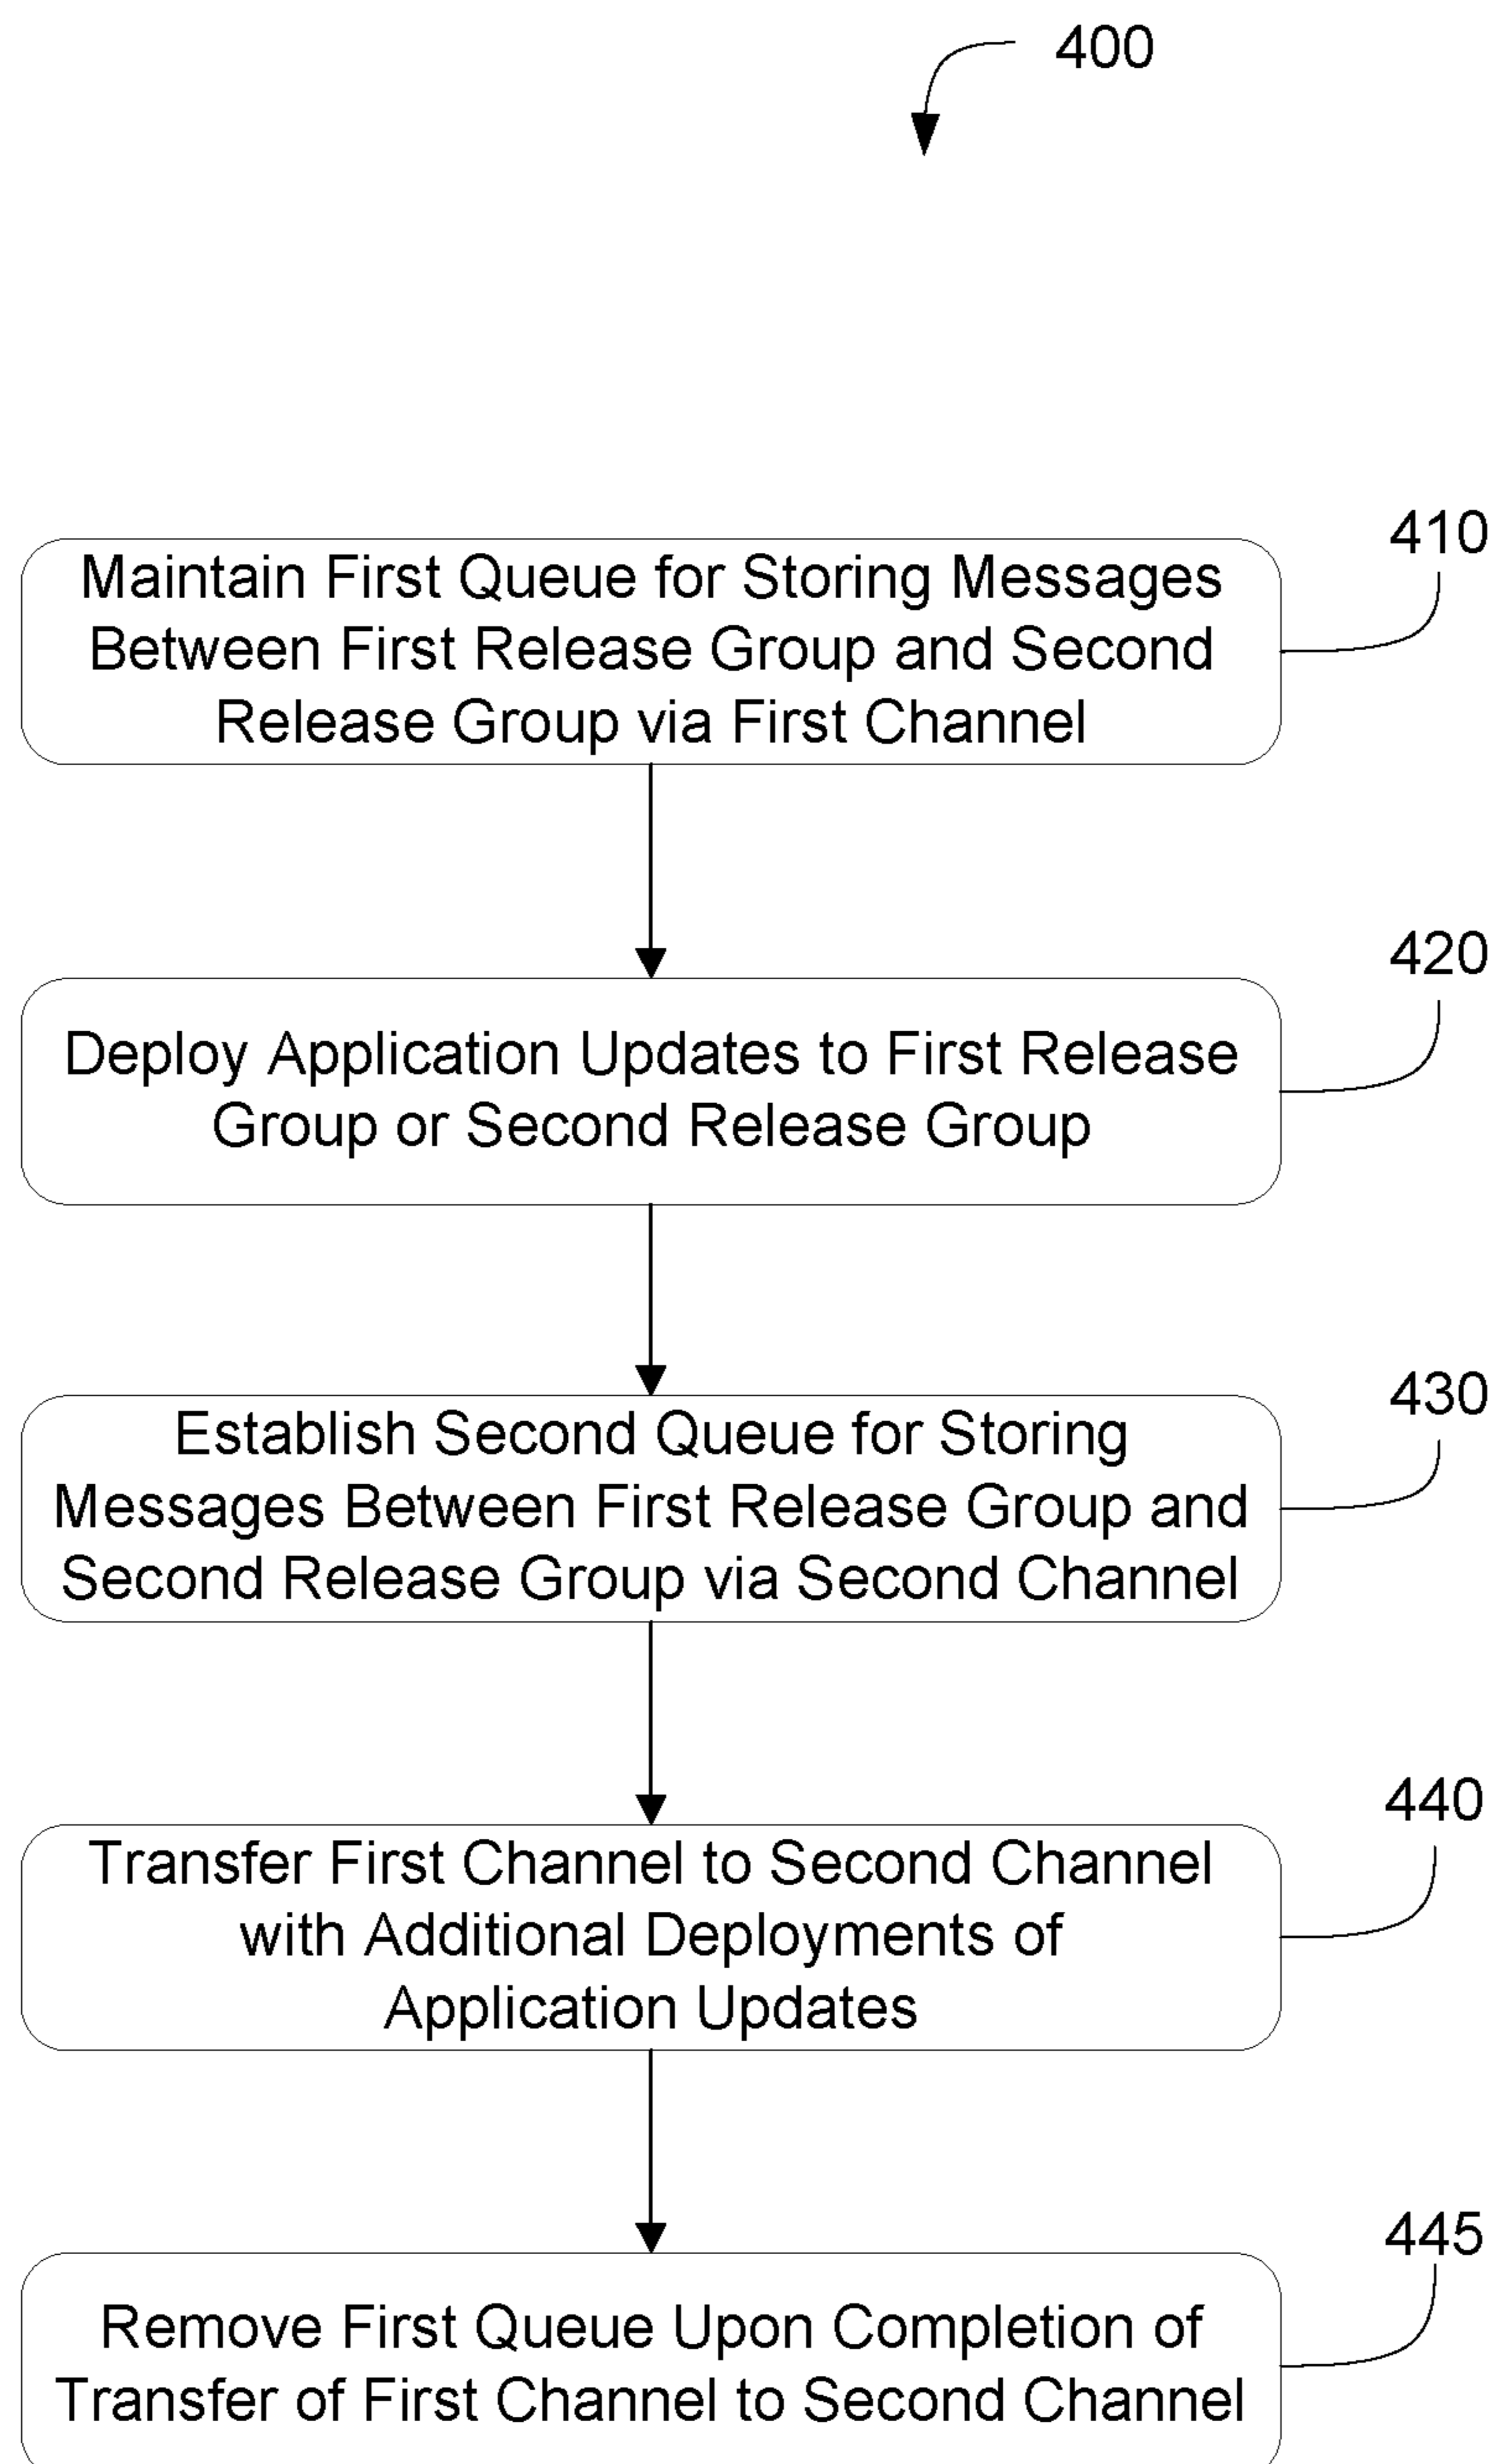 400
410
Maintain First Queue for Storing Messages
Between First Release Group and Second
Release Group via First Channel
420
Deploy Application Updates to First Release
Group or Second Release Group
430
Establish Second Queue for Storing
Messages Between First Release Group and
Second Release Group via Second Channel
440
Transfer First Channel to Second Channel
with Additional Deployments of
Application Updates
445
Remove First Queue Upon Completion of
Transfer of First Channel to Second Channel